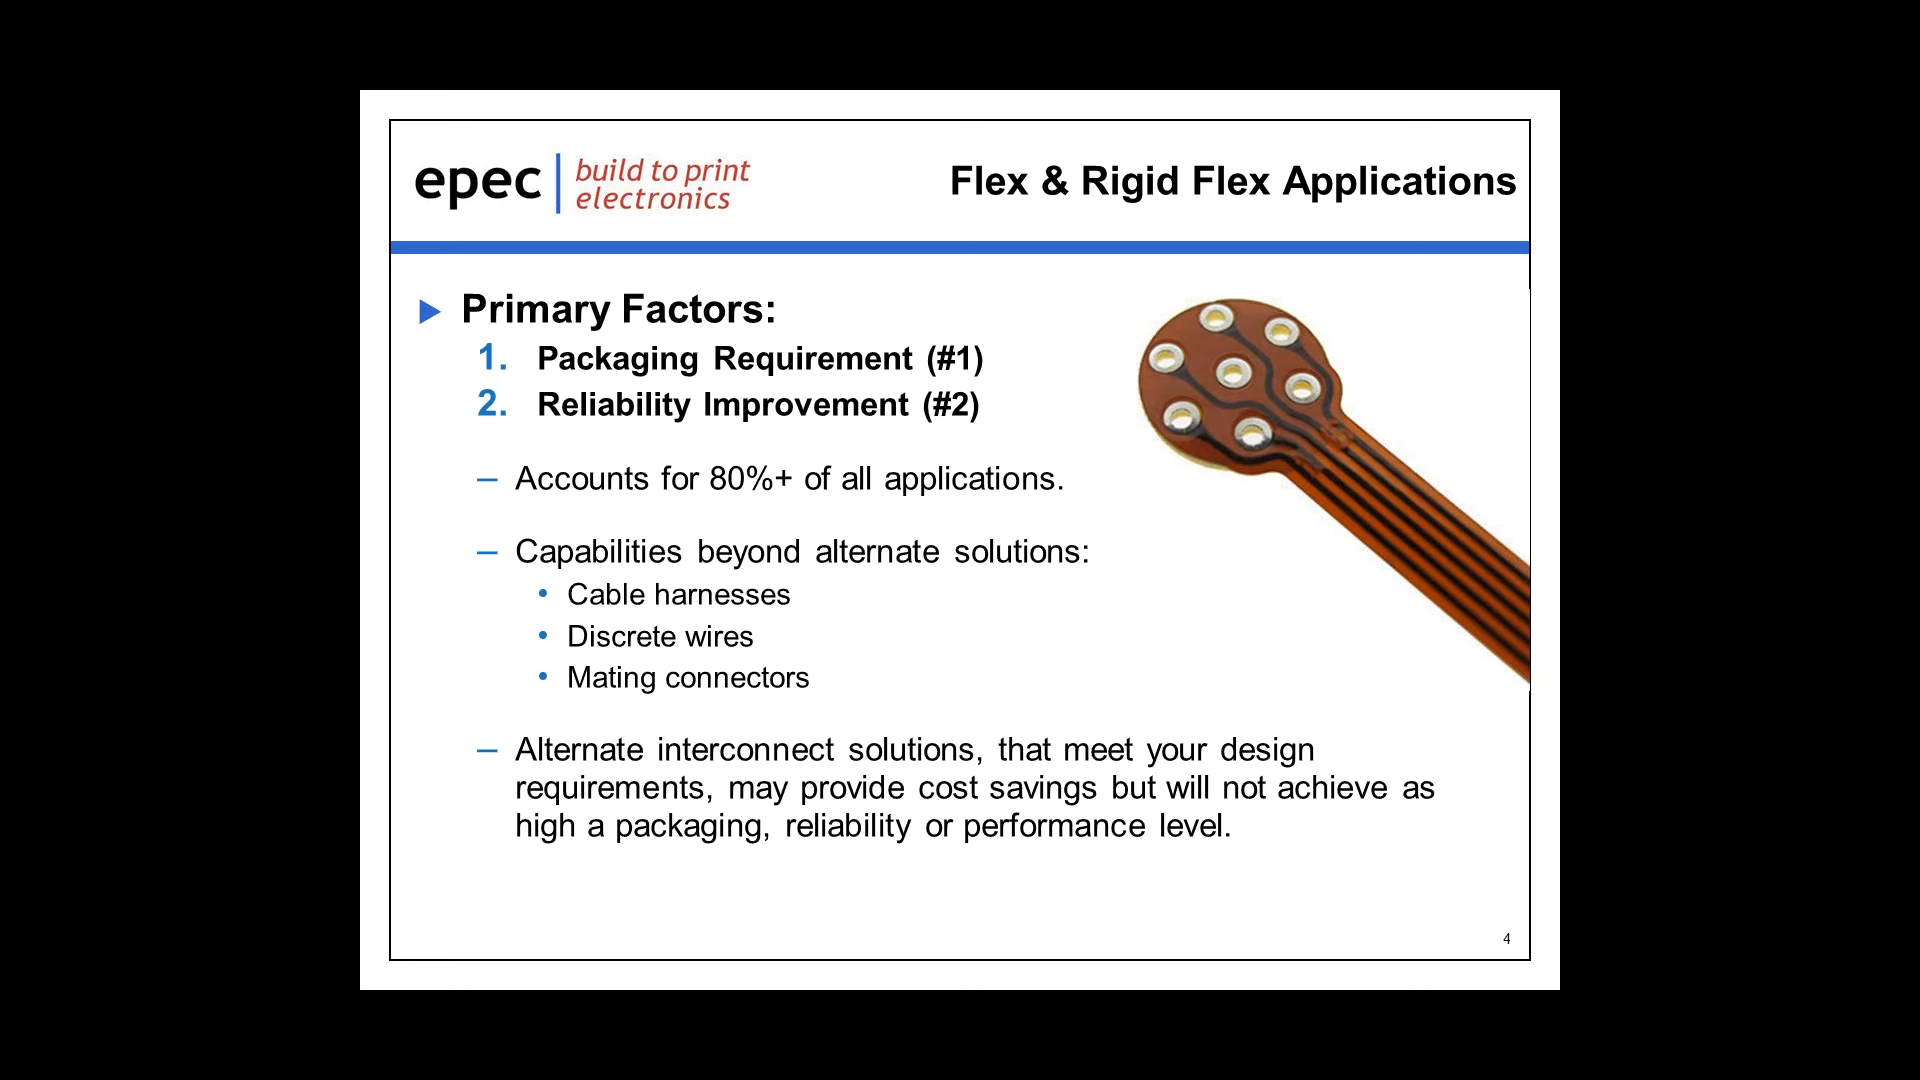 epec
build to print
electronics
Flex & Rigid Flex Applications
Primary Factors:
1. Packaging Requirement (#1)
2. Reliability Improvement (#2)
– Accounts for 80%+ of all applications.
– Capabilities beyond alternate solutions:
• Cable harnesses
• Discrete wires
• Mating connectors
– Alternate interconnect solutions, that meet your design
requirements, may provide cost savings but will not achieve as
high a packaging, reliability or performance level.
4